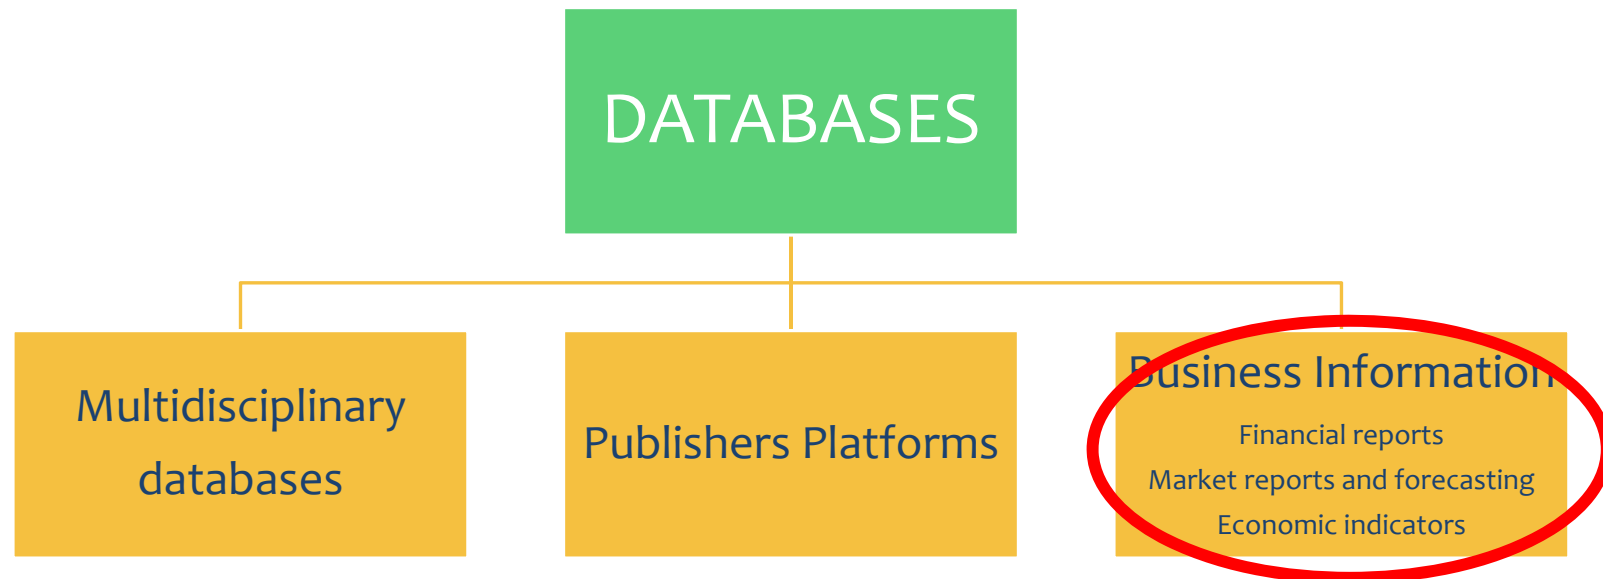 DATABASES
Multidisciplinary
databases
Publishers Platforms
Business Information
Financial reports
Market reports and forecasting
Economic indicators